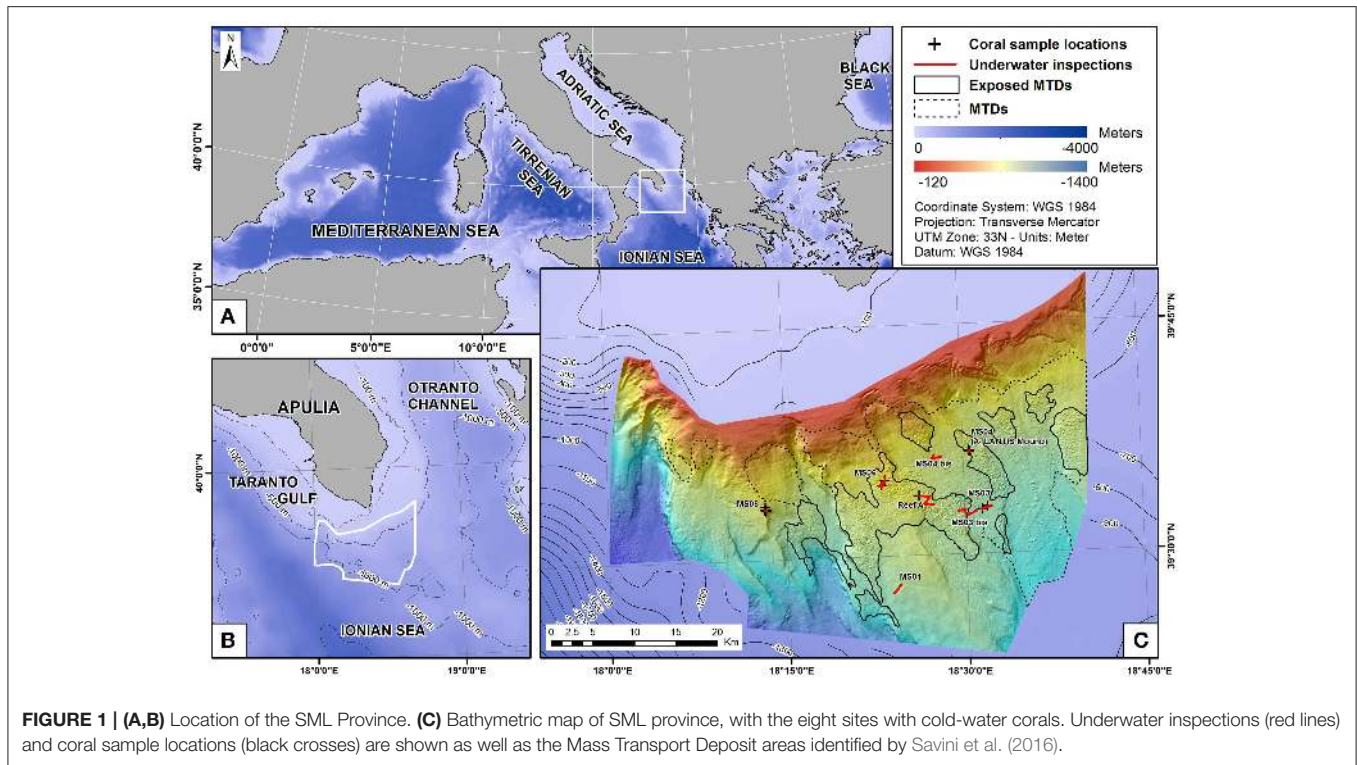 N
BLACK
SEA
ADRIATIC SEA
TIRRENIAN
SEA
MEDITERRANEAN SEA
IONIAN SEA
40°0'0"N
35°0'0"N
A
0°0'0"E
5°0'0"E
10°0'0"E
Coral sample locations
Underwater inspections
Exposed MTDs
MTDs
Meters
0
-4000
Meters
-120
-1400
Coordinate System: WGS 1984
Projection: Transverse Mercator
UTM Zone: 33N - Units: Meter
Datum: WGS 1984
APULIA
OTRANTO
CHANNEL
TARANTO
GULF
IONIAN SEA
40°0'0"N
B
18°0'0"E
19°0'0"E
MS04 bis
MS06
Reef A
MS03
MS03 bis
MS01
0 2.5 5 10 15 20
Km
C
39°45'0"N
39°30'0"N
18°0'0"E
18°15'0"E
18°30'0"E
18°45'0"E
FIGURE 1 | (A,B) Location of the SML Province. (C) Bathymetric map of SML province, with the eight sites with cold-water corals. Underwater inspections (red lines)
and coral sample locations (black crosses) are shown as well as the Mass Transport Deposit areas identified by Savini et al. (2016).